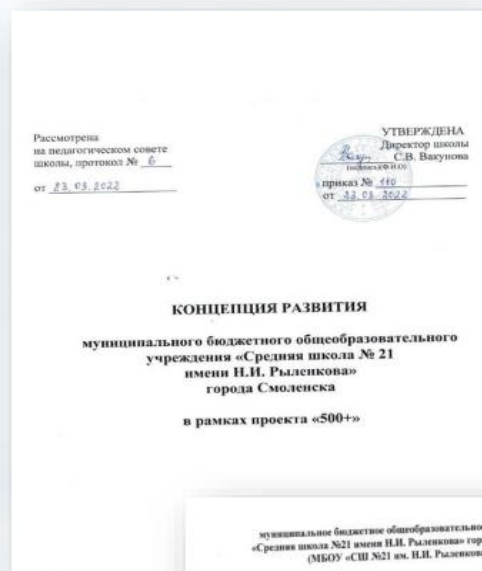 Рассмотрена
на педагогическом совете
школы, протокол № 6
от 23.03.2022
УТВЕРЖДЕНА
Директор школы
С.В. Вакунова
(подпись)(Ф.И.О)
приказ № 110
от 23.03.2022
КОНЦЕПЦИЯ РАЗВИТИЯ
муниципального бюджетного общеобразовательного
учреждения «Средняя школа № 21
имени Н.И. Рыленкова»
города Смоленска
в рамках проекта «500+»
муниципальное бюджетное общеобразовательно
«Средняя школа №21 имени Н.И. Рыленкова» гор
(МБОУ «СШ №21 им. Н.И. Рыленков